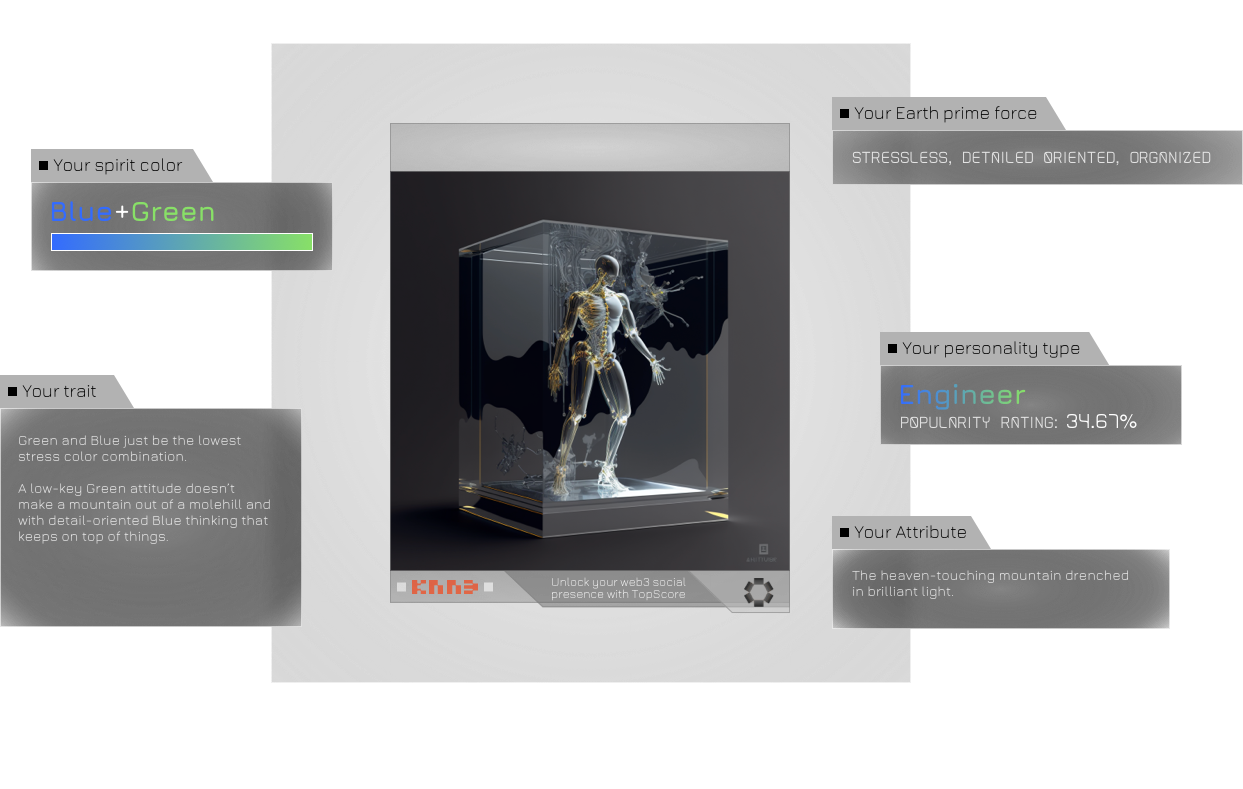 Your spirit color
Blue+Green
Your trait
Green and Blue just be the lowest
stress color combination.
A low-key Green attitude doesn't
make a mountain out of a molehill and
with detail-oriented Blue thinking that
keeps on top of things.
KNN3
Unlock your web3 social
presence with TopScore
Your Earth prime force
STRESSLESS, DETAILED ORIENTED, ORGANIZED
Your personality type
Engineer
POPULARITY RATING: 34.67%
Your Attribute
The heaven-touching mountain drenched
in brilliant light.